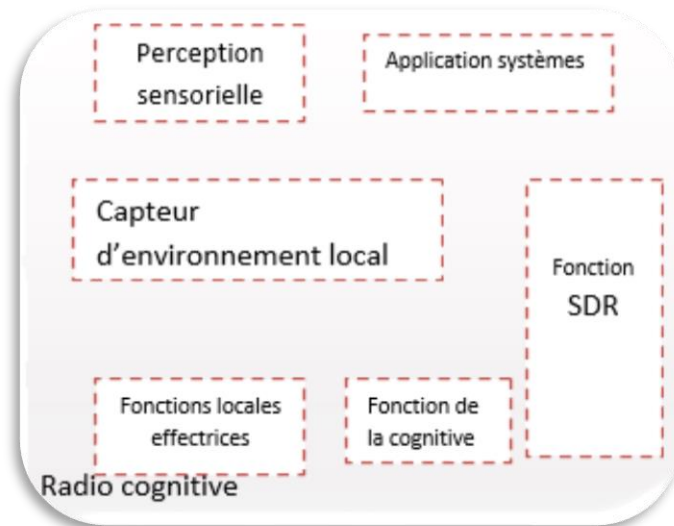 Perception
sensorielle
Application systèmes
Capteur
d'environnement local
Fonction
SDR
Fonctions locales
effectrices
Fonction de
la cognitive
Radio cognitive